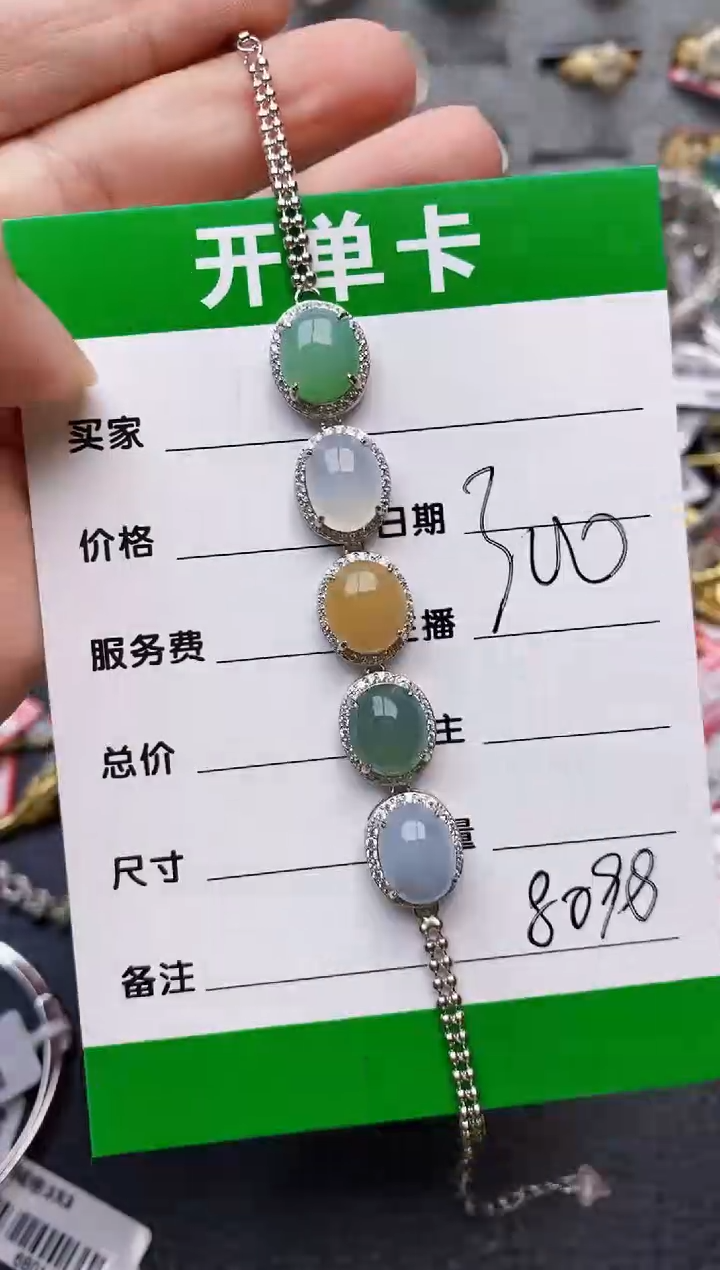 开单卡
买家
价格 日期
300
服务费 播
总价 主
尺寸 量
8098
备注